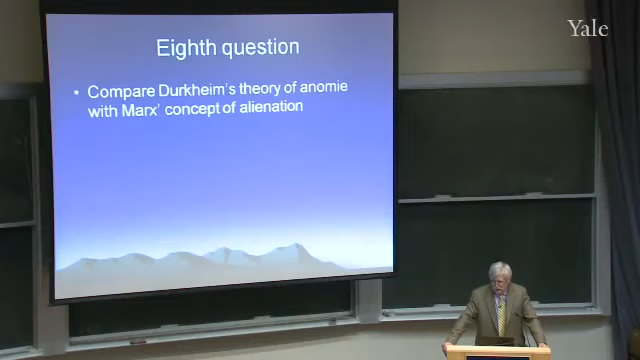 Yale
Eighth question
• Compare Durkheim's theory of anomie
with Marx' concept of alienation